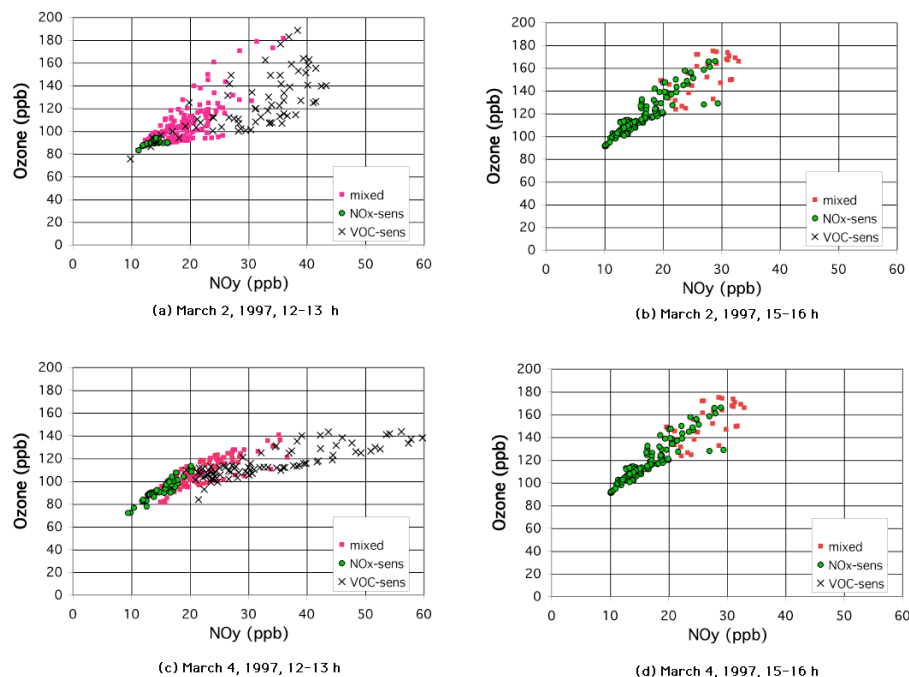 200
180
160
140
120
100
80
60
40
20
0
Ozone (ppb)
mixed
NOx-sens
VOC-sens
0 10 20 30 40 50 60
NOy (ppb)
(a) March 2, 1997, 12-13 h
200
180
160
140
120
100
80
60
40
20
0
Ozone (ppb)
mixed
NOx-sens
VOC-sens
0 10 20 30 40 50 60
NOy (ppb)
(b) March 2, 1997, 15-16 h
200
180
160
140
120
100
80
60
40
20
0
Ozone (ppb)
mixed
NOx-sens
VOC-sens
0 10 20 30 40 50 60
NOy (ppb)
(c) March 4, 1997, 12-13 h
200
180
160
140
120
100
80
60
40
20
0
Ozone (ppb)
mixed
NOx-sens
VOC-sens
0 10 20 30 40 50 60
NOy (ppb)
(d) March 4, 1997, 15-16 h